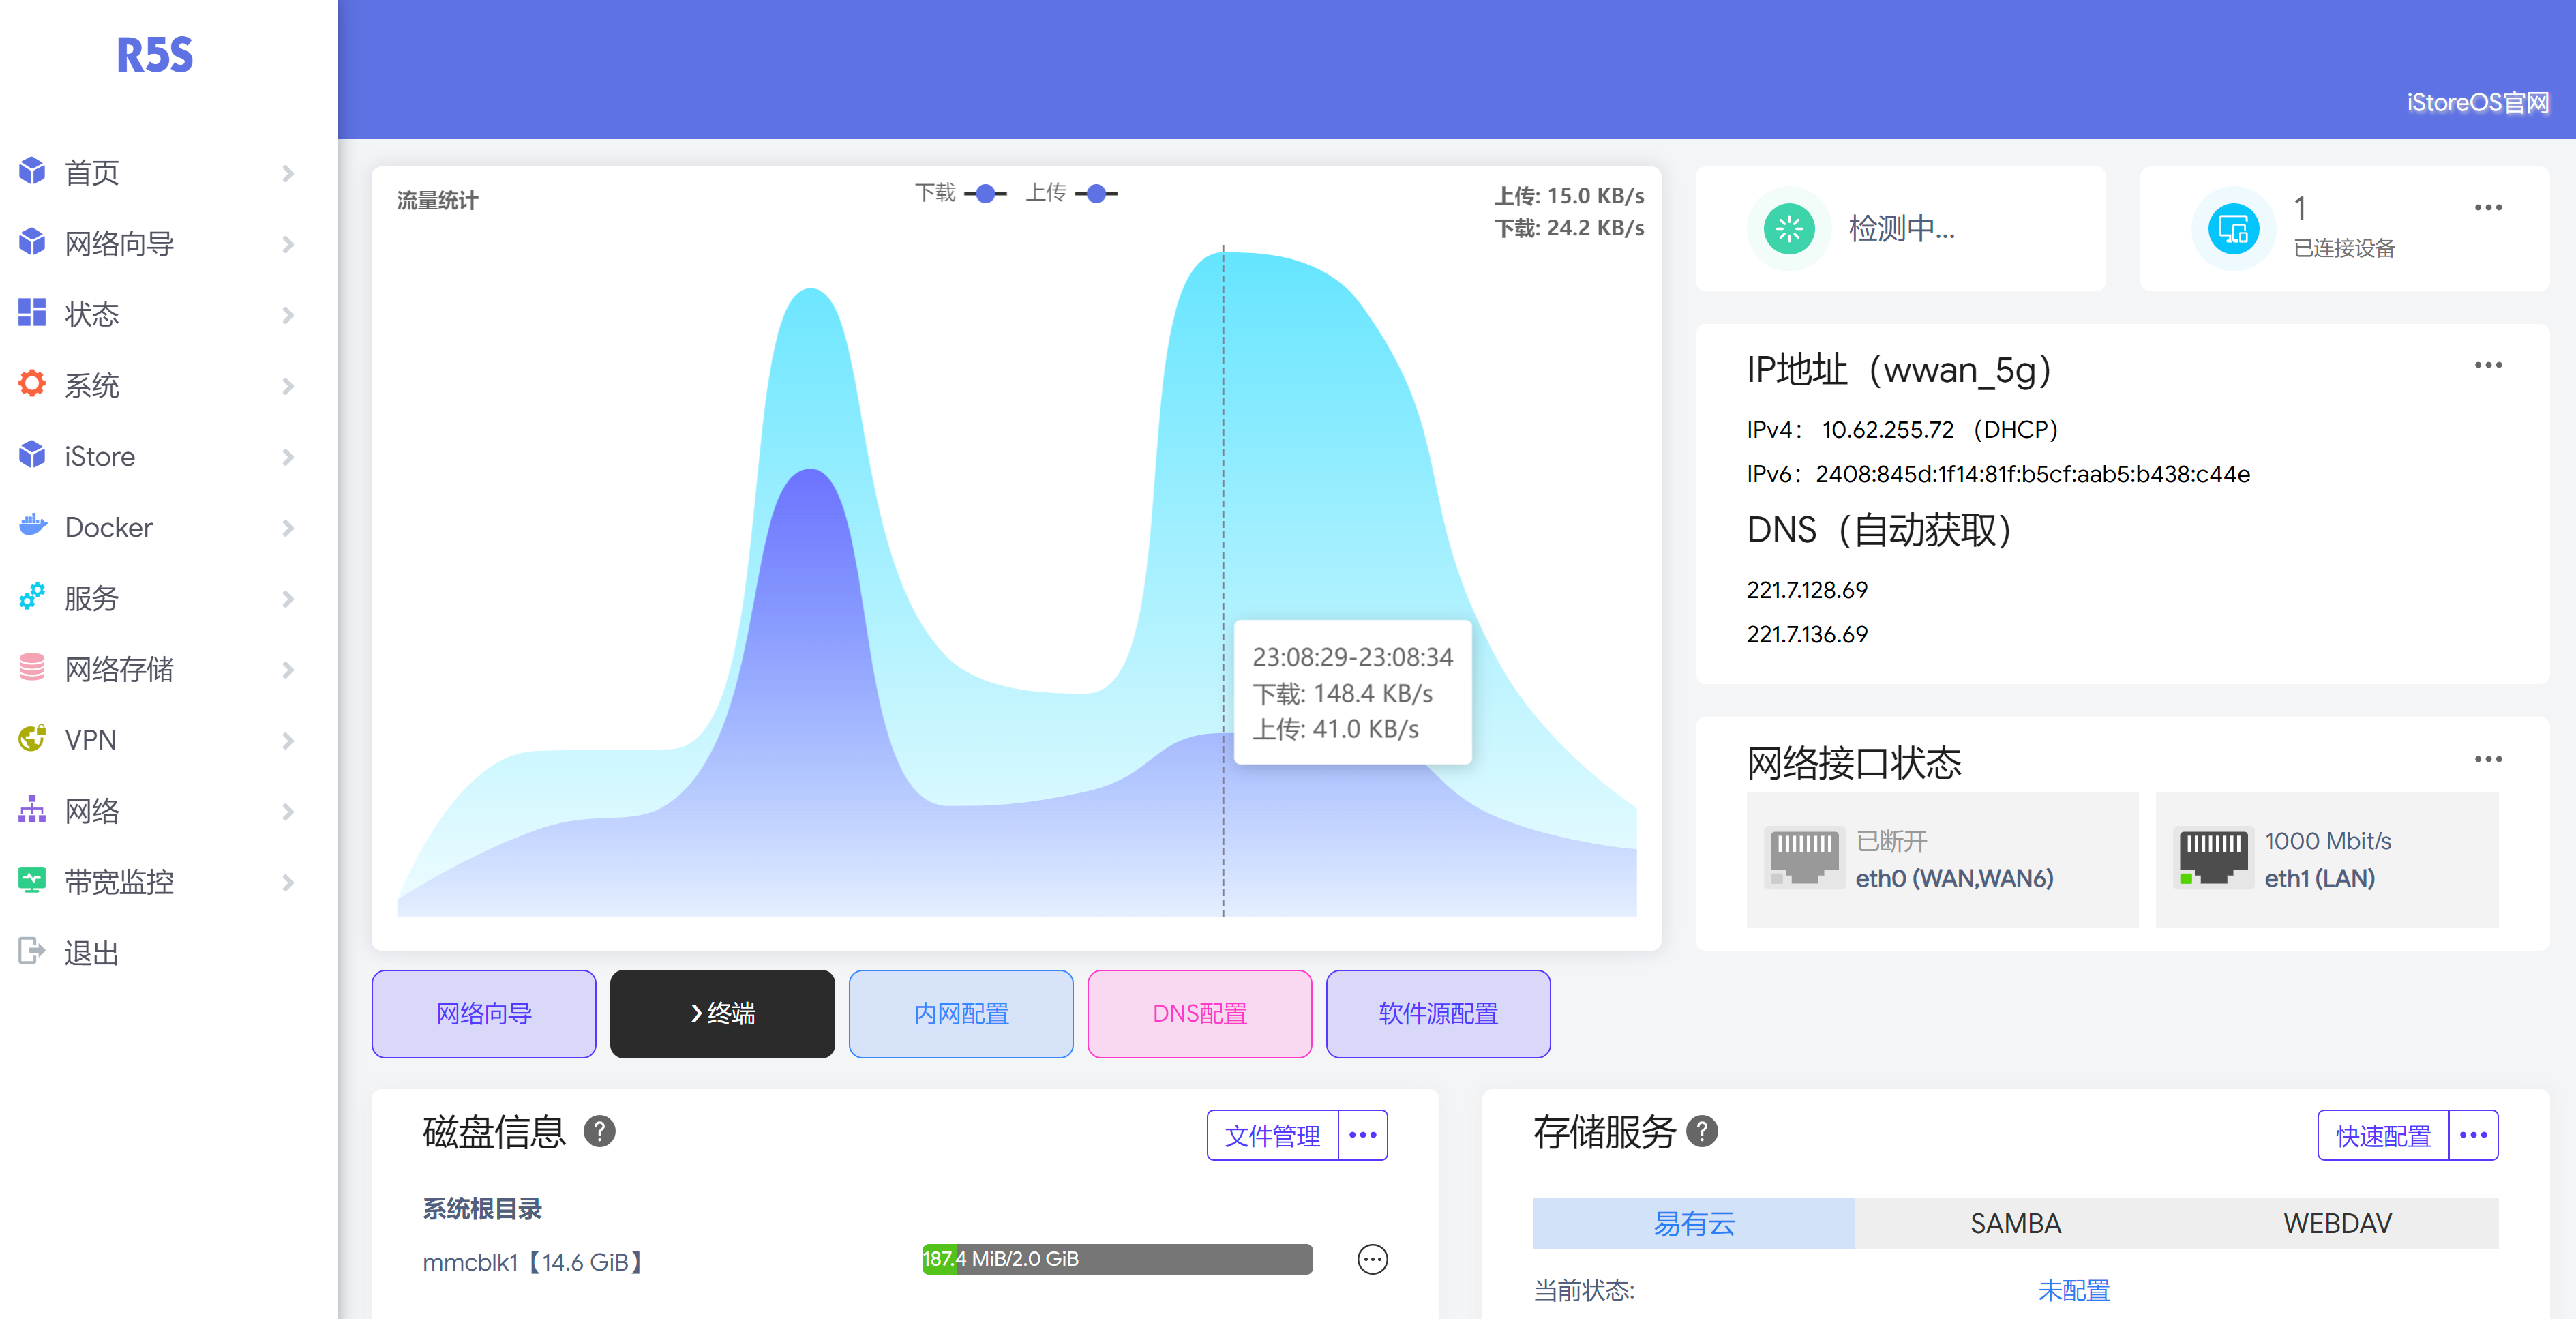 R5S
首页
网络向导
状态
系统
iStore
Docker
服务
网络存储
VPN
网络
带宽监控
退出
iStoreOS官网
流量统计
下载 上传
上传: 15.0 KB/s
下载: 24.2 KB/s
23:08:29-23:08:34
下载: 148.4 KB/s
上传: 41.0 KB/s
检测中...
1
已连接设备
IP地址（wwan_5g）
IPv4： 10.62.255.72 （DHCP）
IPv6：2408:845d:1f14:81f:b5cf:aab5:b438:c44e
DNS（自动获取）
221.7.128.69
221.7.136.69
网络接口状态
已断开
eth0 (WAN,WAN6)
1000 Mbit/s
eth1 (LAN)
网络向导
终端
内网配置
DNS配置
软件源配置
磁盘信息 ?
文件管理
系统根目录
mmcblk1【14.6 GiB】
187.4 MiB/2.0 GiB
存储服务 ?
快速配置
易有云
SAMBA
WEBDAV
当前状态:
未配置